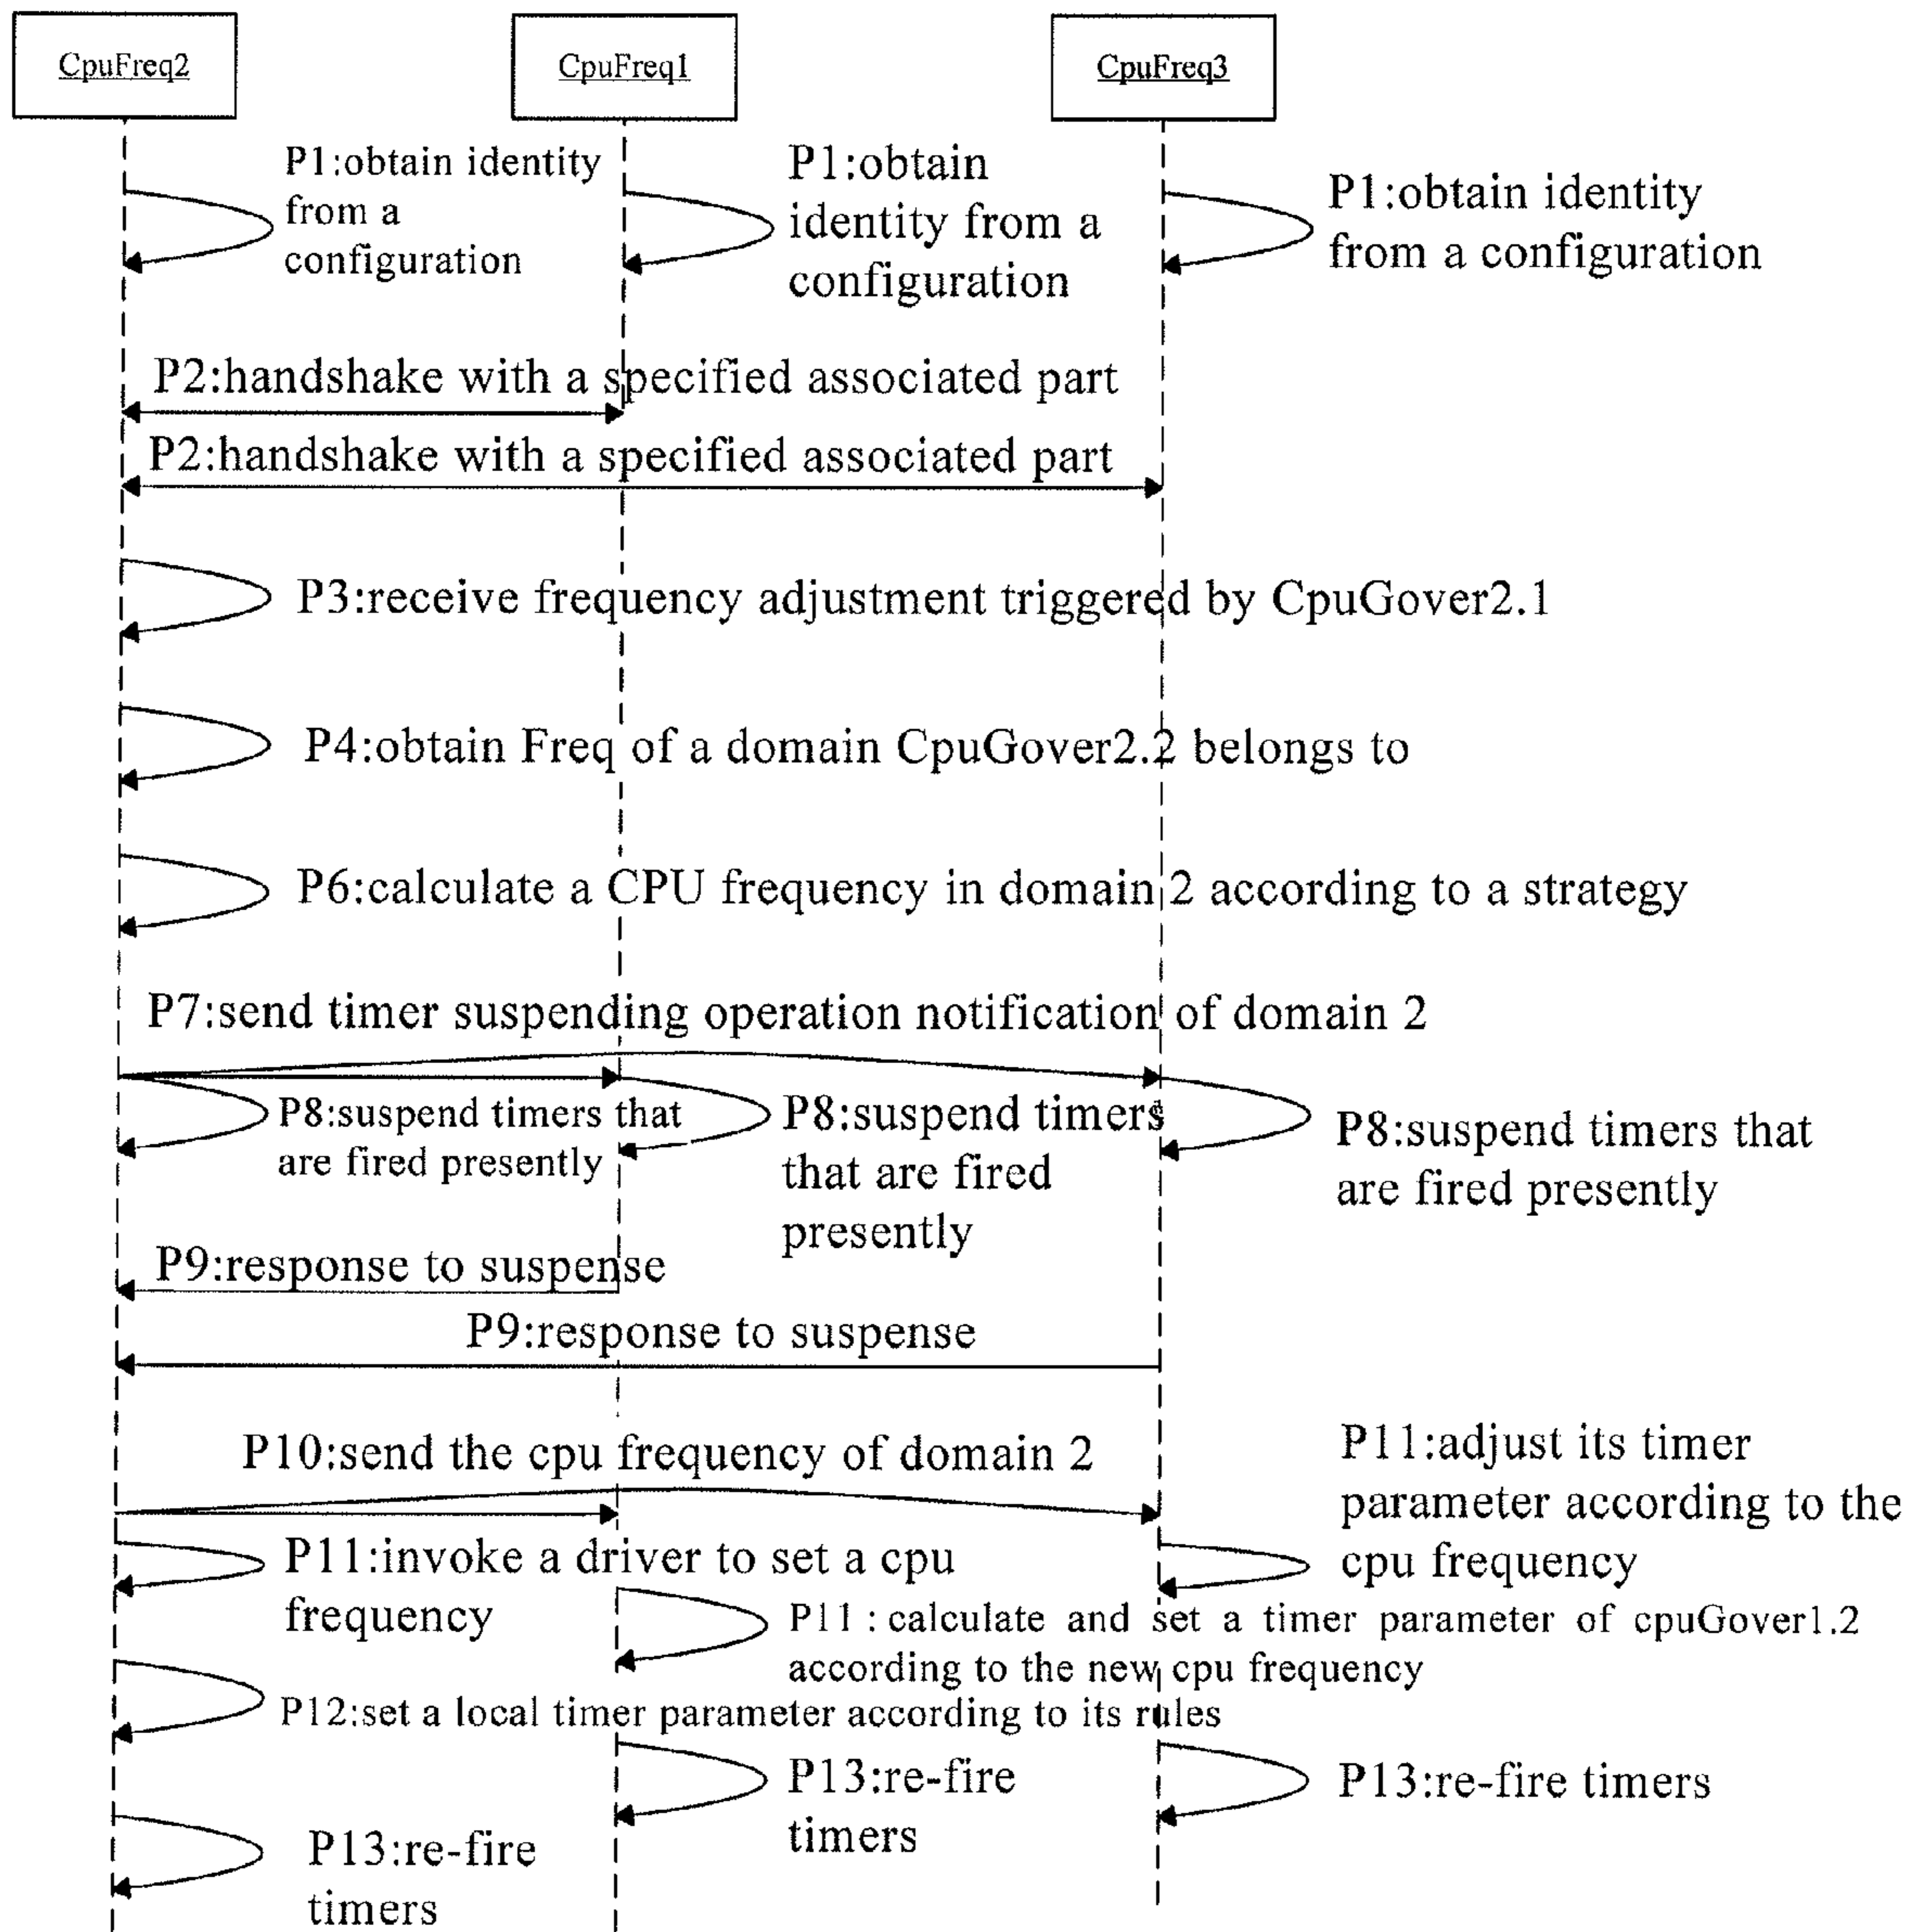 CpuFreq2
CpuFreq1
CpuFreq3
P1:obtain identity
from a
configuration
P1:obtain
identity from a
configuration
P1:obtain identity
from a configuration
P2:handshake with a specified associated part
P2:handshake with a specified associated part
P3:receive frequency adjustment triggered by CpuGover2.1
P4:obtain Freq of a domain CpuGover2.2 belongs to
P6:calculate a CPU frequency in domain 2 according to a strategy
P7:send timer suspending operation notification of domain 2
P8:suspend timers that
are fired presently
P8:suspend timers
that are fired
presently
P8:suspend timers that
are fired presently
P9:response to suspense
P9:response to suspense
P10:send the cpu frequency of domain 2
P11:adjust its timer
parameter according to the
cpu frequency
P11:invoke a driver to set a cpu
frequency
P11 : calculate and set a timer parameter of cpuGover1.2
according to the new cpu frequency
P12:set a local timer parameter according to its rules
P13:re-fire
timers
P13:re-fire timers
P13:re-fire
timers